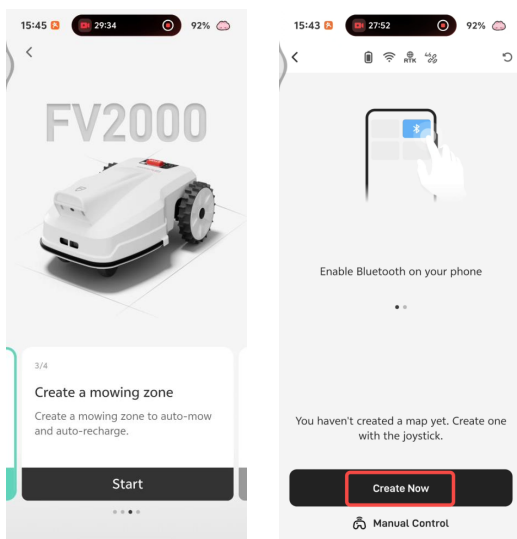 15:45 29:34 92%
FV2000
3/4
Create a mowing zone
Create a mowing zone to auto-mow
and auto-recharge.
Start
15:43 27:52 92%
RTK 4G
Enable Bluetooth on your phone
You haven't created a map yet. Create one
with the joystick.
Create Now
Manual Control